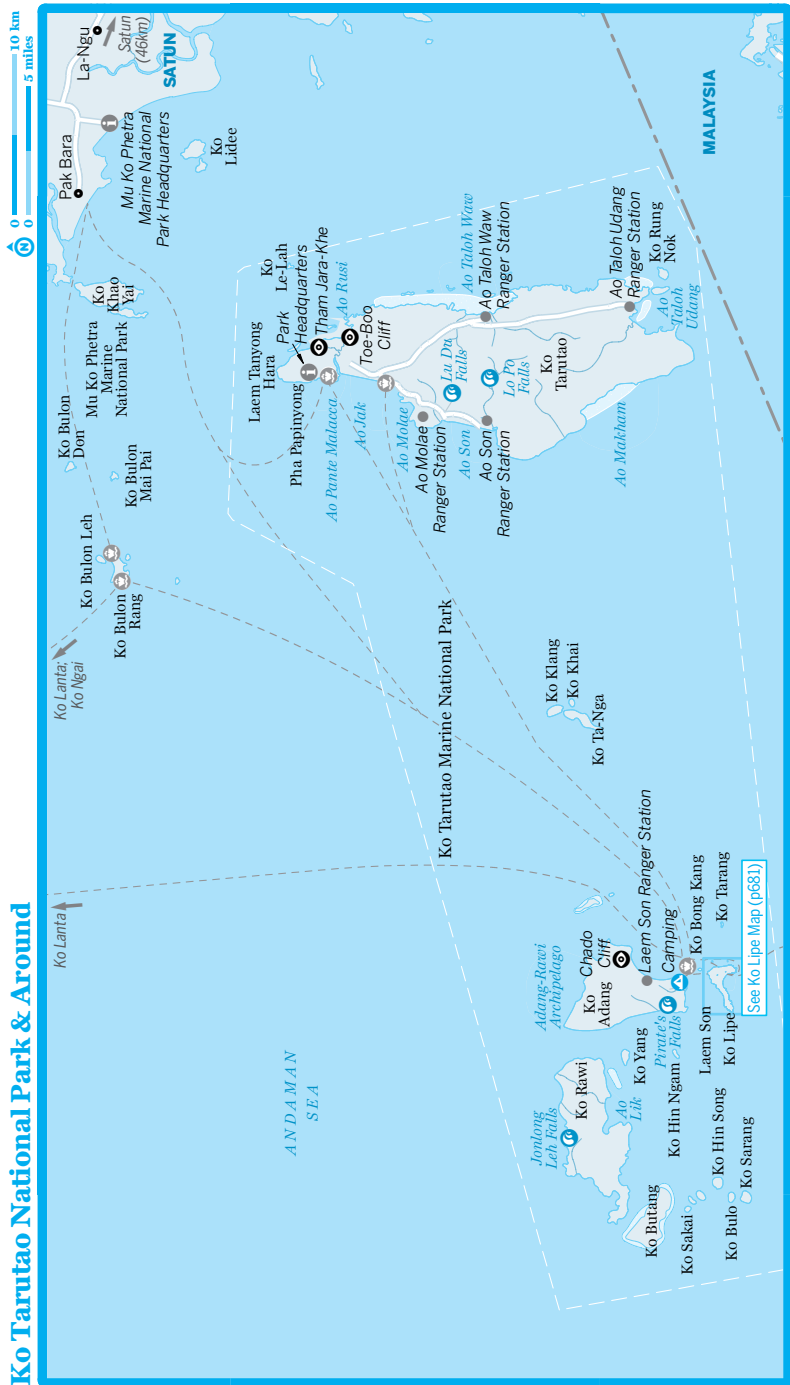 Ko Tarutao National Park & Around
N
0
10 km
0
5 miles
Ko Lanta
Ko Lanta;
Ko Ngai
Ko Bulon Leh
Ko Bulon
Rang
Ko Bulon
Don
Ko Bulon
Mai Pai
Mu Ko Phetra
Marine
National Park
Ko
Khao
Yai
Pak Bara
La-Ngu
Satun
(46km)
SATUN
Mu Ko Phetra
Marine National
Park Headquarters
Ko
Lidee
ANDAMAN
SEA
Ko Tarutao Marine National Park
Laem Tanyong
Hara
Pha Papinyong
Park
Headquarters
Ko
Le-Lah
Tham Jara-Khe
Ao Rusi
Toe-Boo
Cliff
Ao Pante Malacca
Ao Jak
Ao Molae
Ao Molae
Ranger Station
Lu Du
Falls
Ao Son
Ao Son
Ranger Station
Lo Po
Falls
Ao Taloh Waw
Ao Taloh Waw
Ranger Station
Ko
Tarutao
Ao Makham
Ao Taloh Udang
Ranger Station
Ao
Taloh
Udang
Ko Rung
Nok
MALAYSIA
Ko Klang
Ko Khai
Ko Ta-Nga
Adang-Rawi
Archipelago
Chado
Cliff
Ko
Adang
Laem Son Ranger Station
Camping
Pirate's
Falls
Ko Bong Kang
Ko Tarang
See Ko Lipe Map (p681)
Laem Son
Ko Lipe
Jonlong
Leh Falls
Ko Rawi
Ko Yang
Ao
Lik
Ko Hin Ngam
Ko Butang
Ko Sakai
Ko Hin Song
Ko Bulo
Ko Sarang